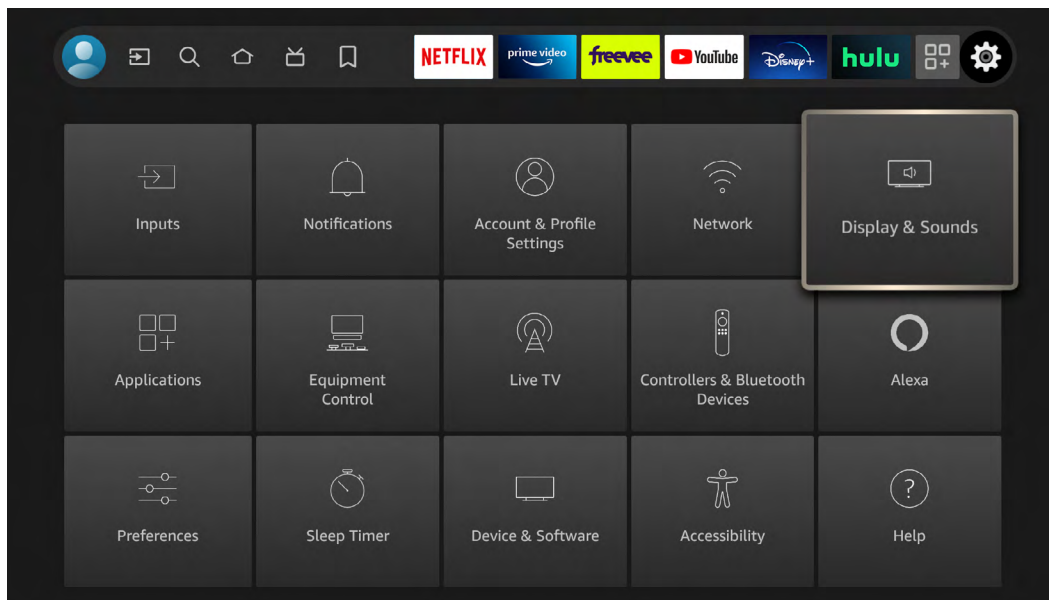 NETFLIX prime video freevee YouTube Disney+ hulu
Inputs
Notifications
Account & Profile
Settings
Network
Display & Sounds
Applications
Equipment
Control
Live TV
Controllers & Bluetooth
Devices
Alexa
Preferences
Sleep Timer
Device & Software
Accessibility
?
Help